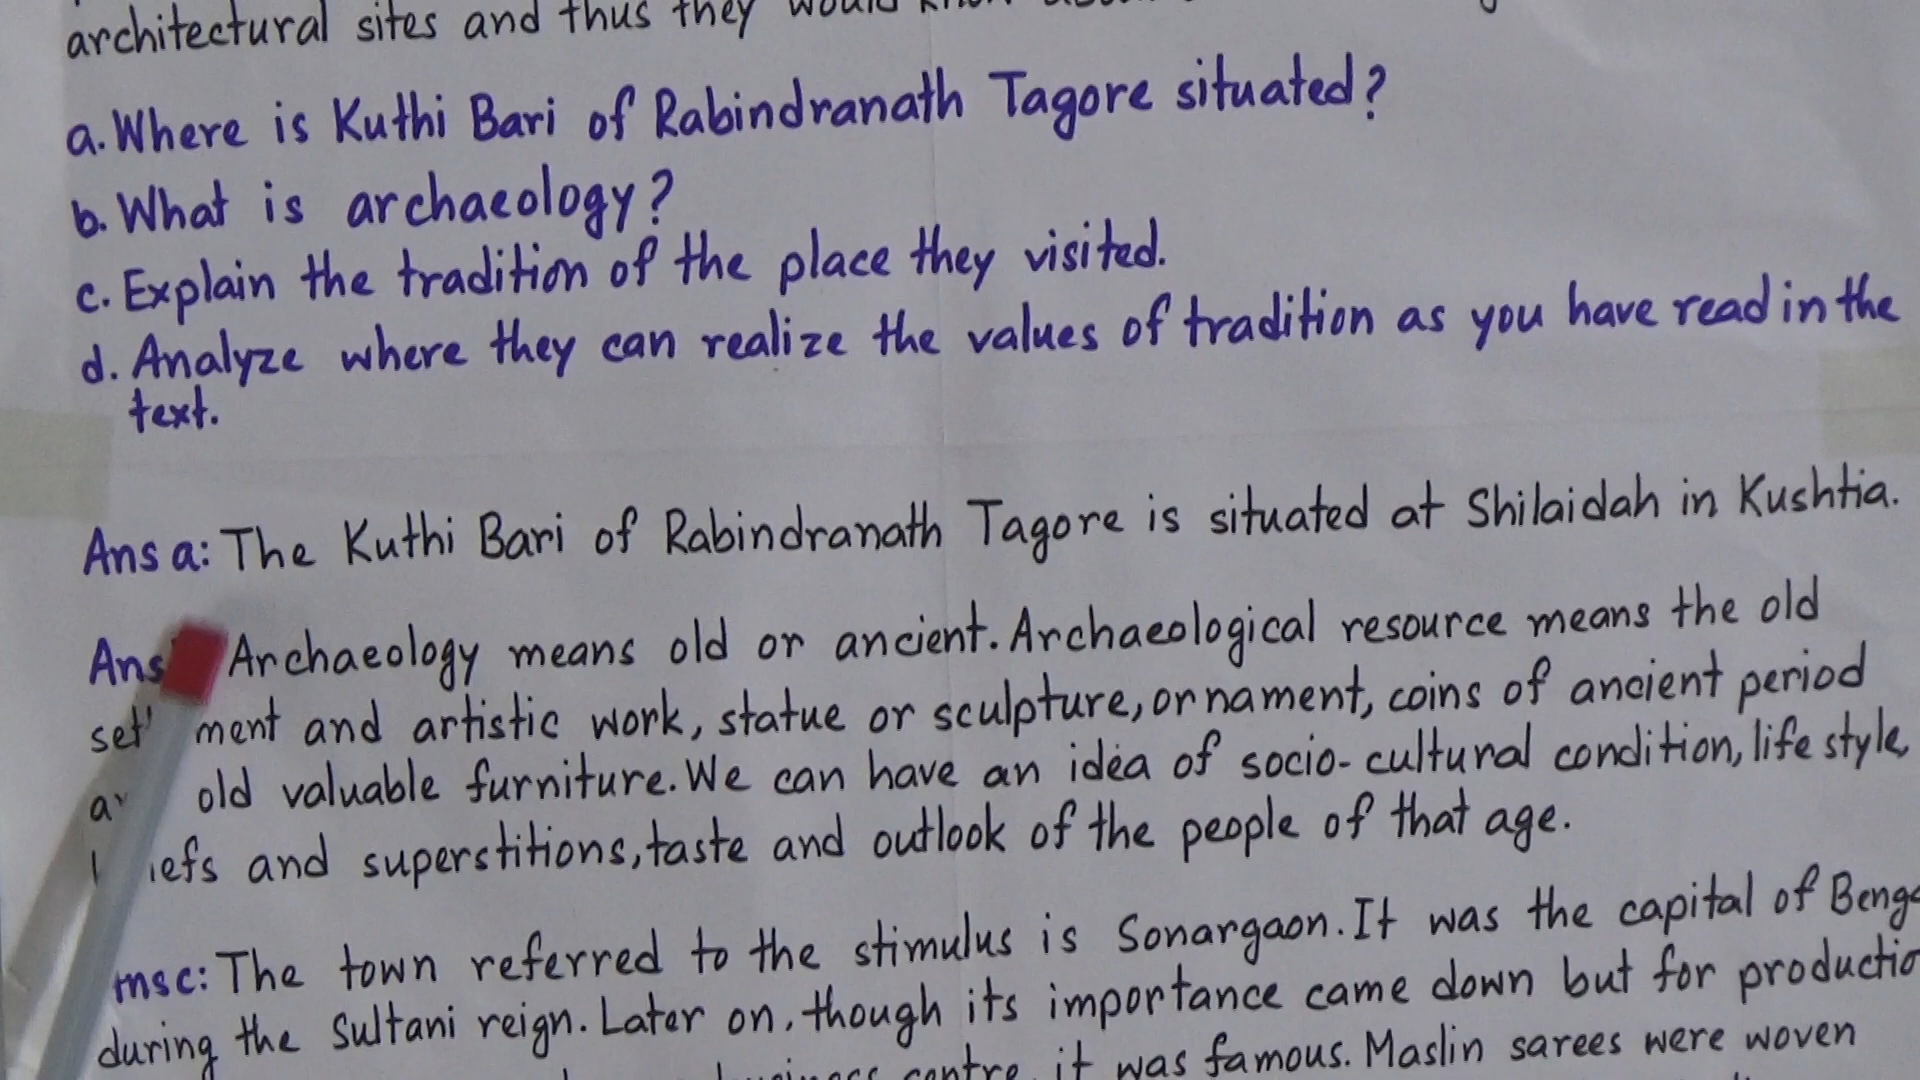 architectural sites and thus they would know
a. Where is Kuthi Bari of Rabindranath Tagore situated?
b. What is archaeology?
c. Explain the tradition of the place they visited.
d. Analyze where they can realize the values of tradition as you have read in the
text.
Ans a: The Kuthi Bari of Rabindranath Tagore is situated at Shilaidah in Kushtia.
Ans Archaeology means old or ancient. Archaeological resource means the old
ment and artistic work, statue or sculpture, ornament, coins of ancient period
old valuable furniture. We can have an idea of socio-cultural condition, life style,
iefs and superstitions, taste and outlook of the people of that age.
Ans c: The town referred to the stimulus is Sonargaon. It was the capital of Beng
during the Sultani reign. Later on, though its importance came down but for productio
centre, it was famous. Maslin sarees were woven